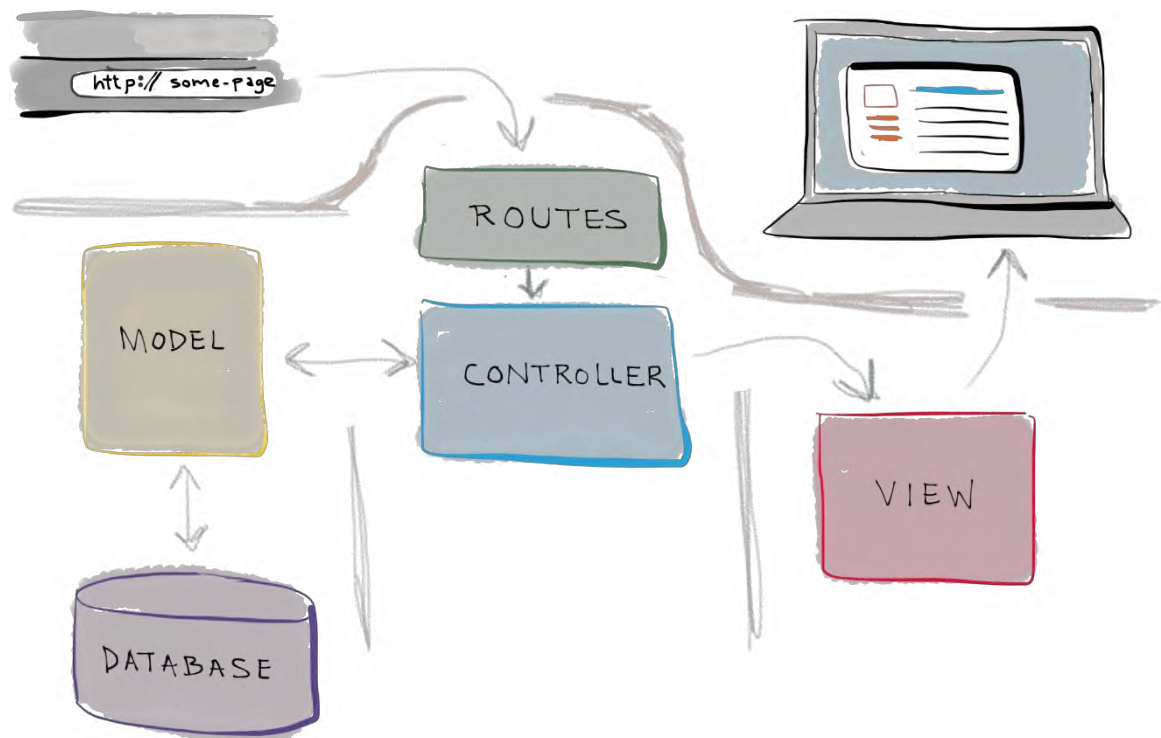 http:// some-page
ROUTES
MODEL
CONTROLLER
VIEW
DATABASE